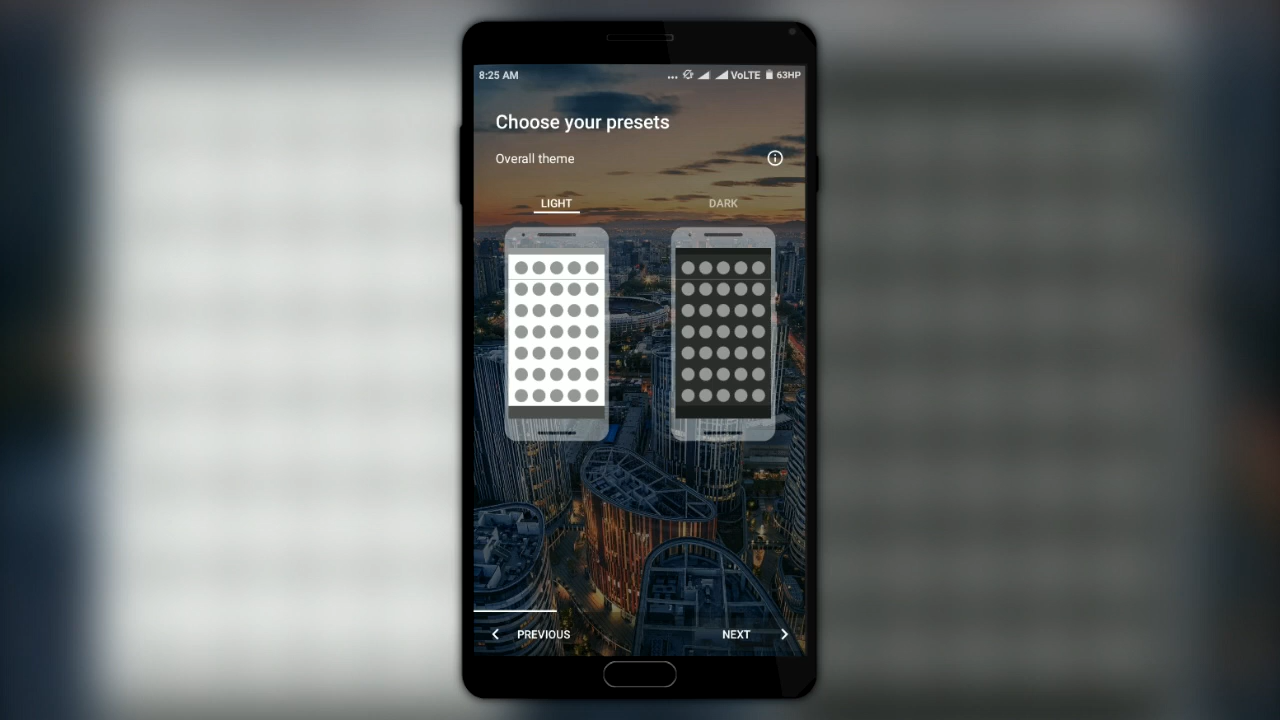 8:25 AM ... VoLTE 63HP
Choose your presets
Overall theme
LIGHT DARK
PREVIOUS NEXT